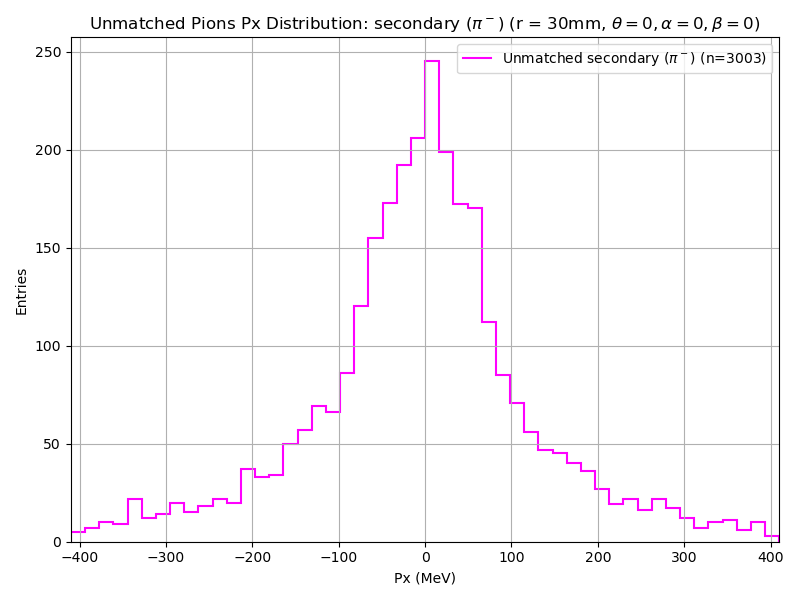 Unmatched Pions Px Distribution: secondary (π⁻) (r = 30mm, θ = 0, α = 0, β = 0)
Unmatched secondary (π⁻) (n=3003)
250
200
150
100
50
0
Entries
−400 −300 −200 −100 0 100 200 300 400
Px (MeV)